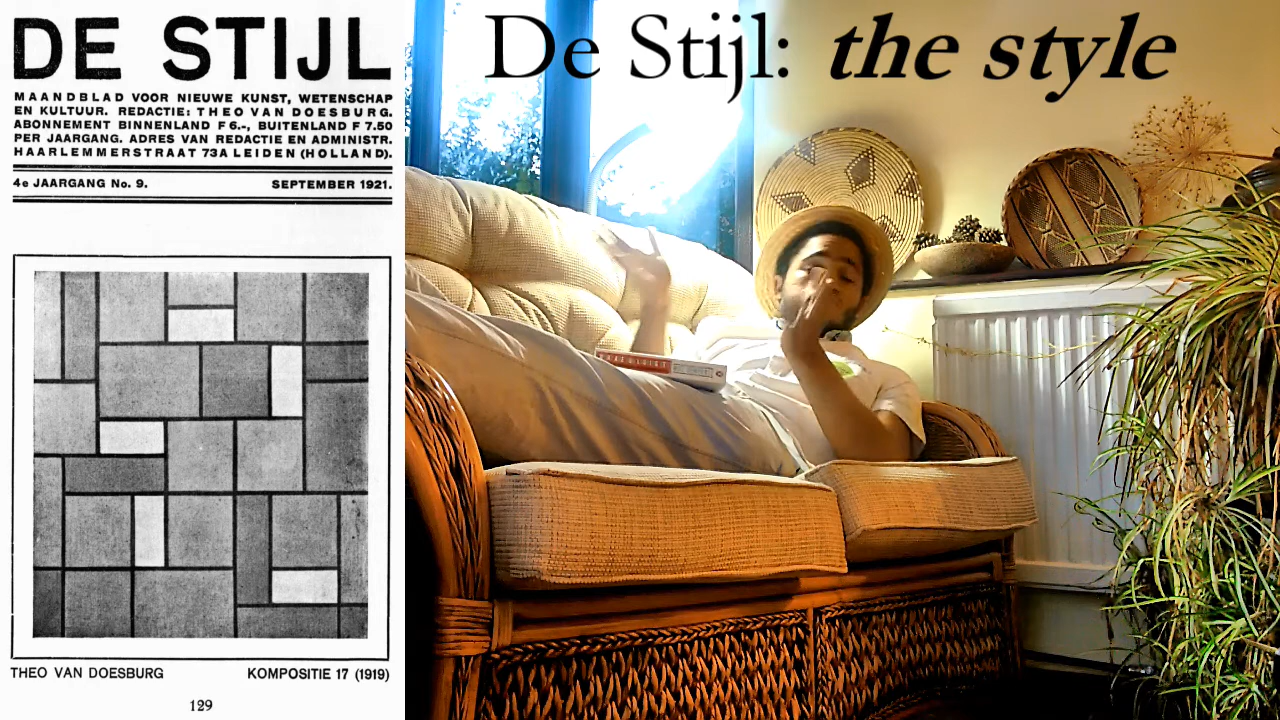 DE STIJL
MAANDBLAD VOOR NIEUWE KUNST, WETENSCHAP
EN KULTUUR. REDACTIE: THEO VAN DOESBURG.
ABONNEMENT BINNENLAND F 6.-, BUITENLAND F 7.50
PER JAARGANG. ADRES VAN REDACTIE EN ADMINISTR.
HAARLEMMERSTRAAT 73A LEIDEN (HOLLAND).
4e JAARGANG No. 9. SEPTEMBER 1921.
THEO VAN DOESBURG KOMPOSITIE 17 (1919)
129
De Stijl: the style